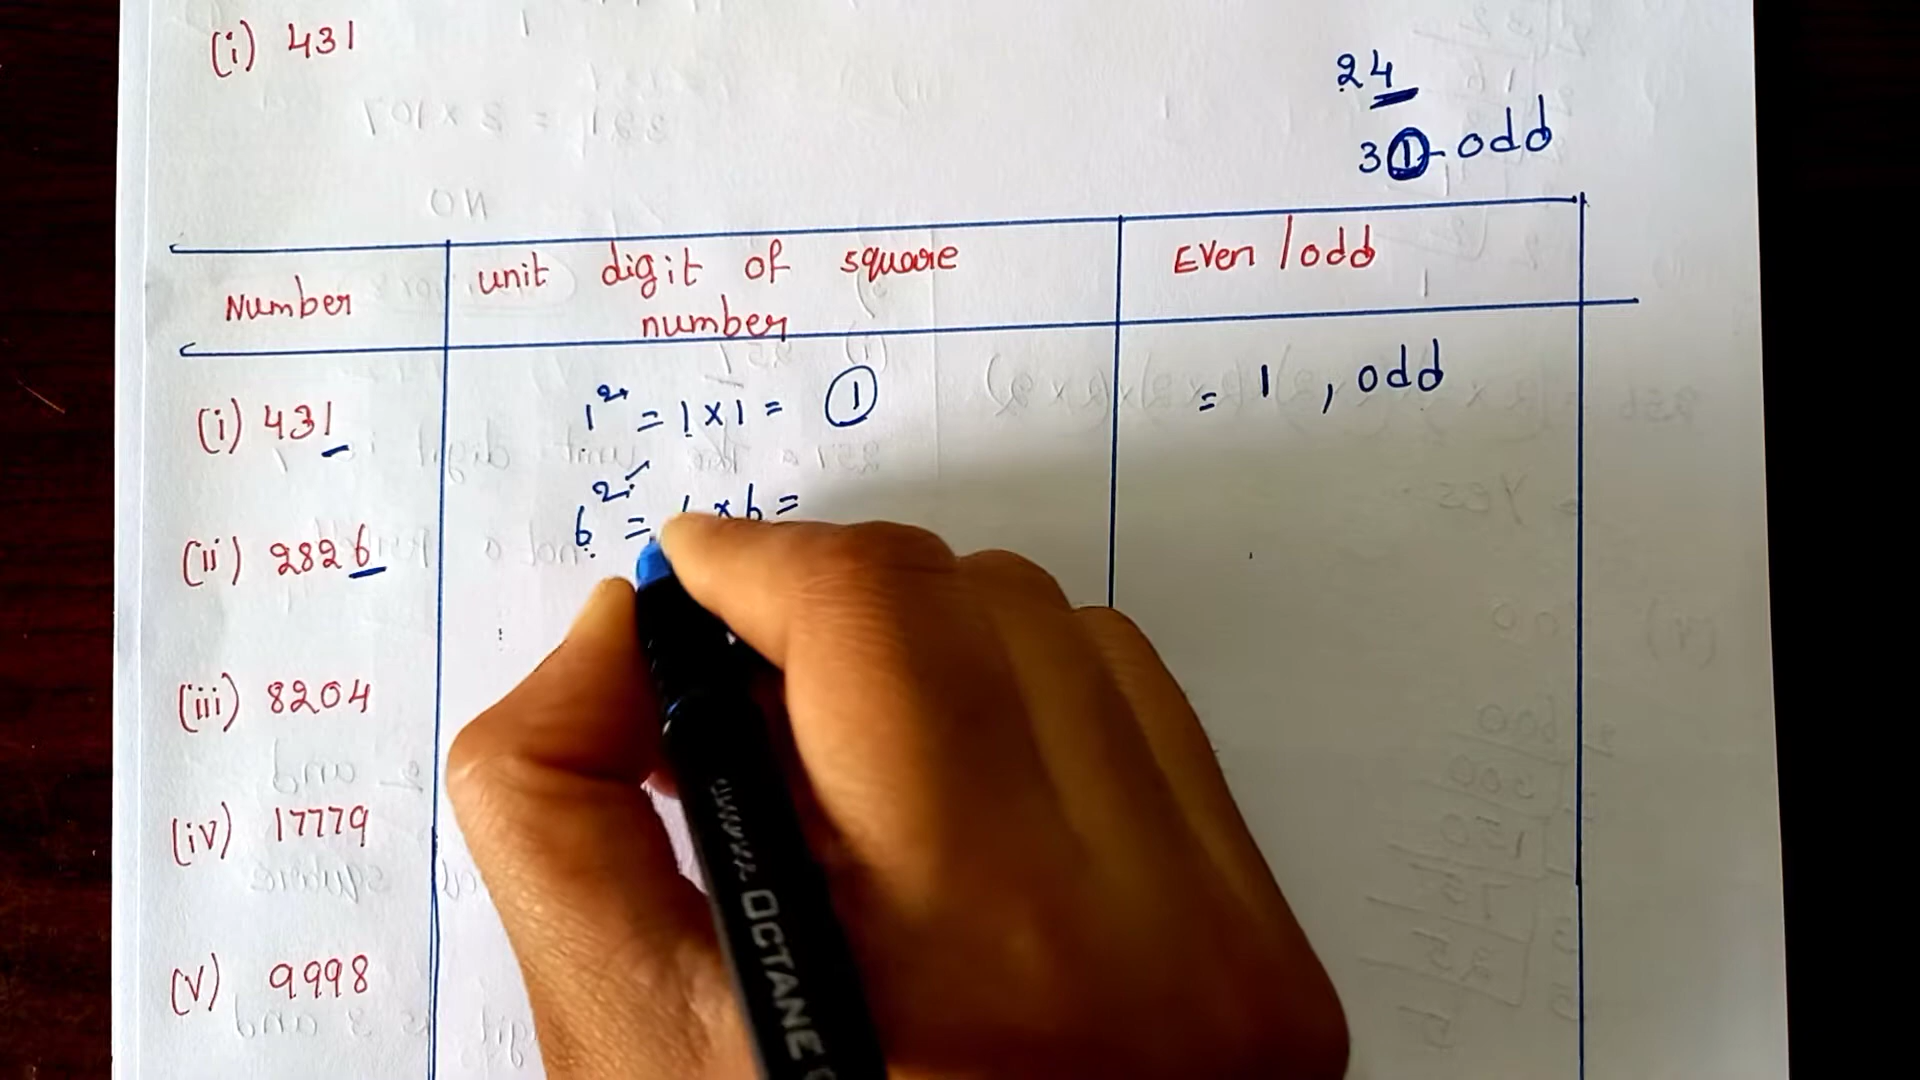 (i) 431
24
31 - odd
Number
unit digit of square
number
Even / odd
(i) 431
1² = 1 x 1 = 1
= 1 , odd
(ii) 2826
6² = 6 x 6 =
(iii) 8204
(iv) 17779
(v) 9998
OCTANE